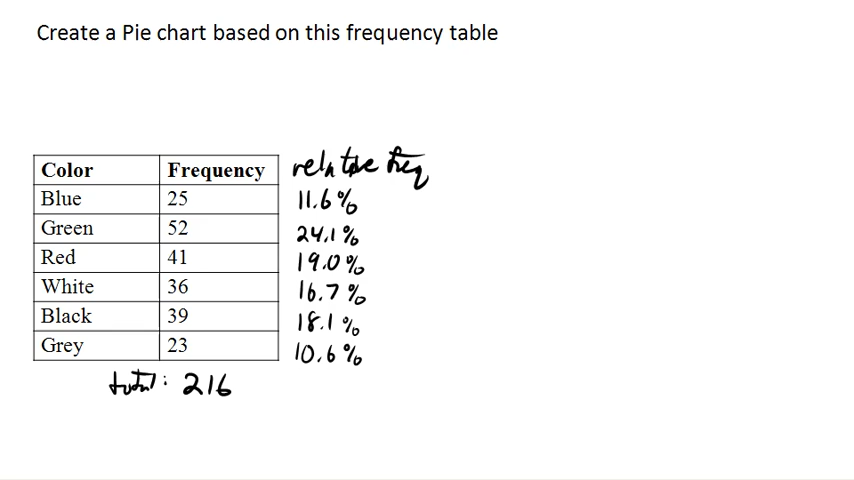 Create a Pie chart based on this frequency table
Color Frequency relative freq
Blue 25 11.6%
Green 52 24.1%
Red 41 19.0%
White 36 16.7%
Black 39 18.1%
Grey 23 10.6%
total: 216